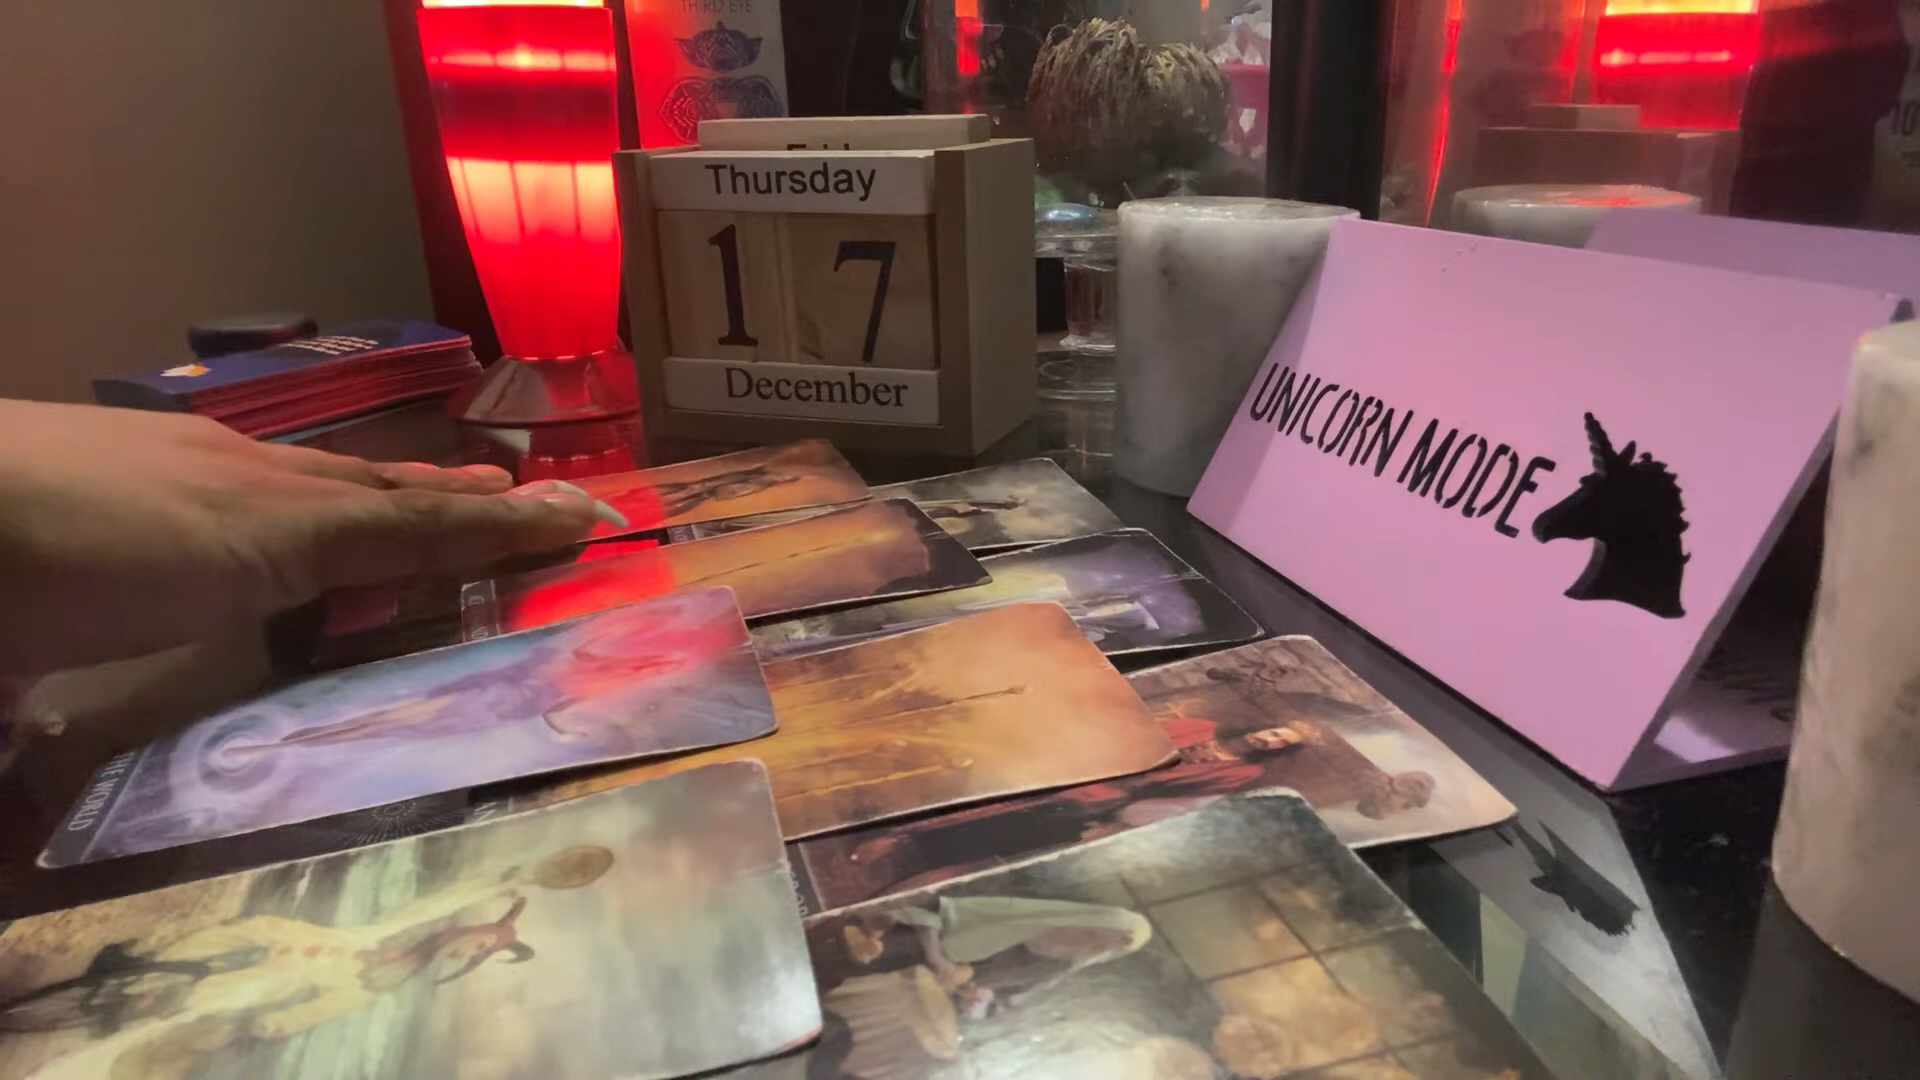 THIRD EYE
Thursday
17
December
UNICORN MODE
THE WORLD